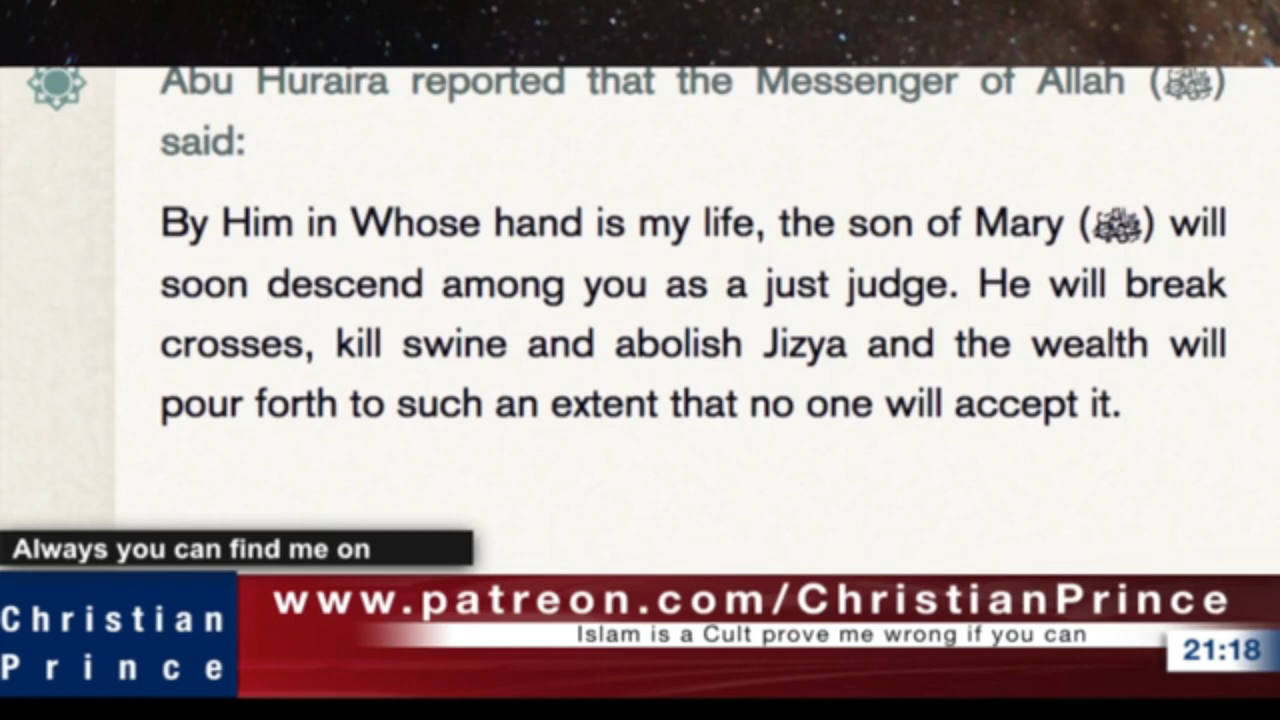 Abu Huraira reported that the Messenger of Allah (ﷺ)
said:
By Him in Whose hand is my life, the son of Mary (ﷺ) will
soon descend among you as a just judge. He will break
crosses, kill swine and abolish Jizya and the wealth will
pour forth to such an extent that no one will accept it.
Always you can find me on
www.patreon.com/ChristianPrince
Islam is a Cult prove me wrong if you can
Christian
Prince
21:18